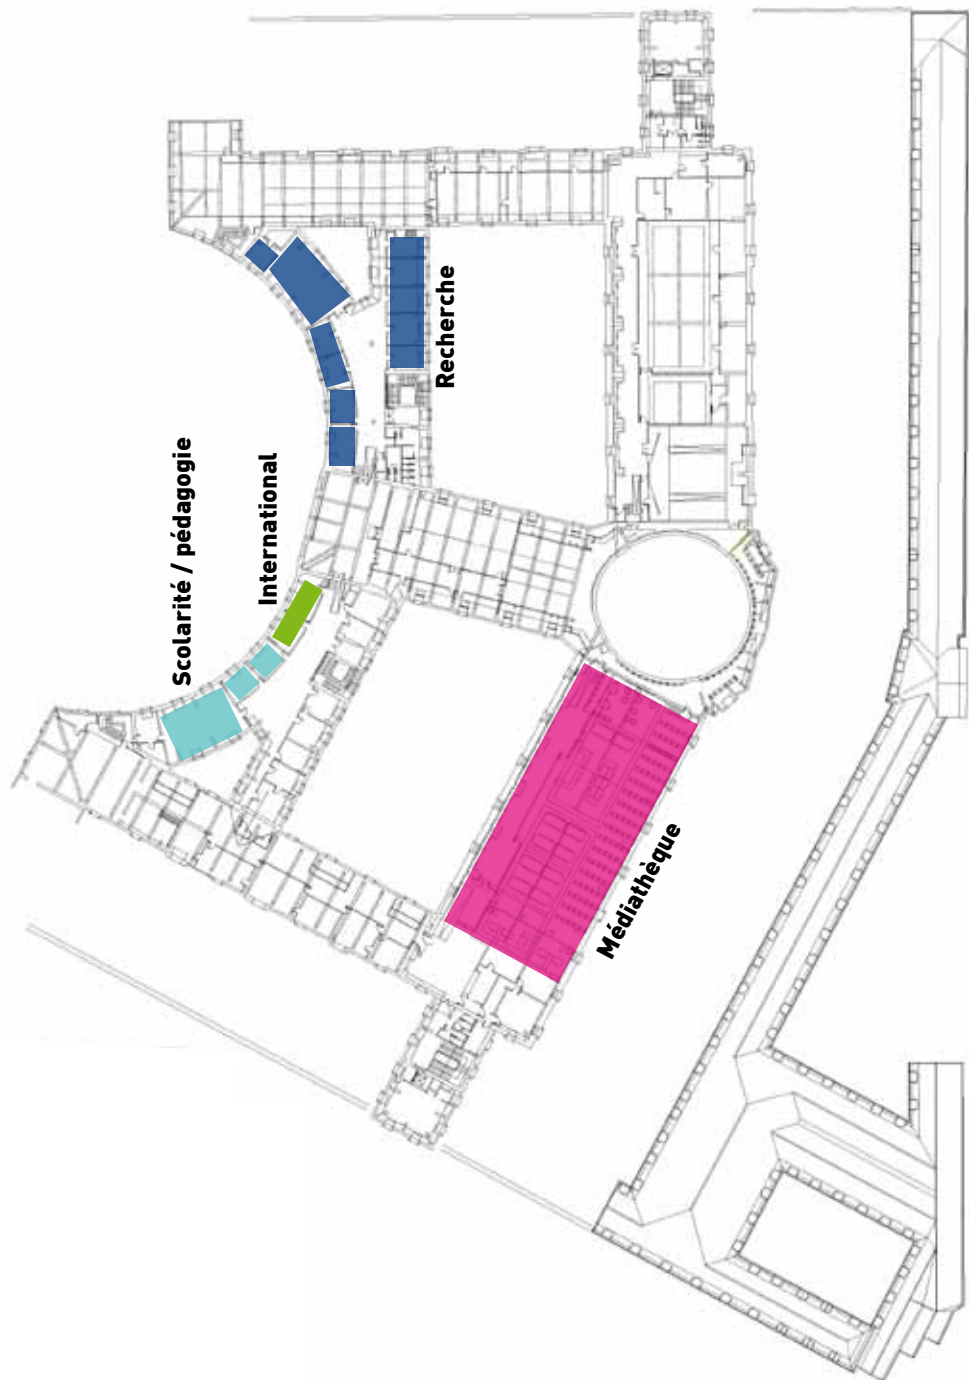 Scolarité / pédagogie
International
Recherche
Médiathèque